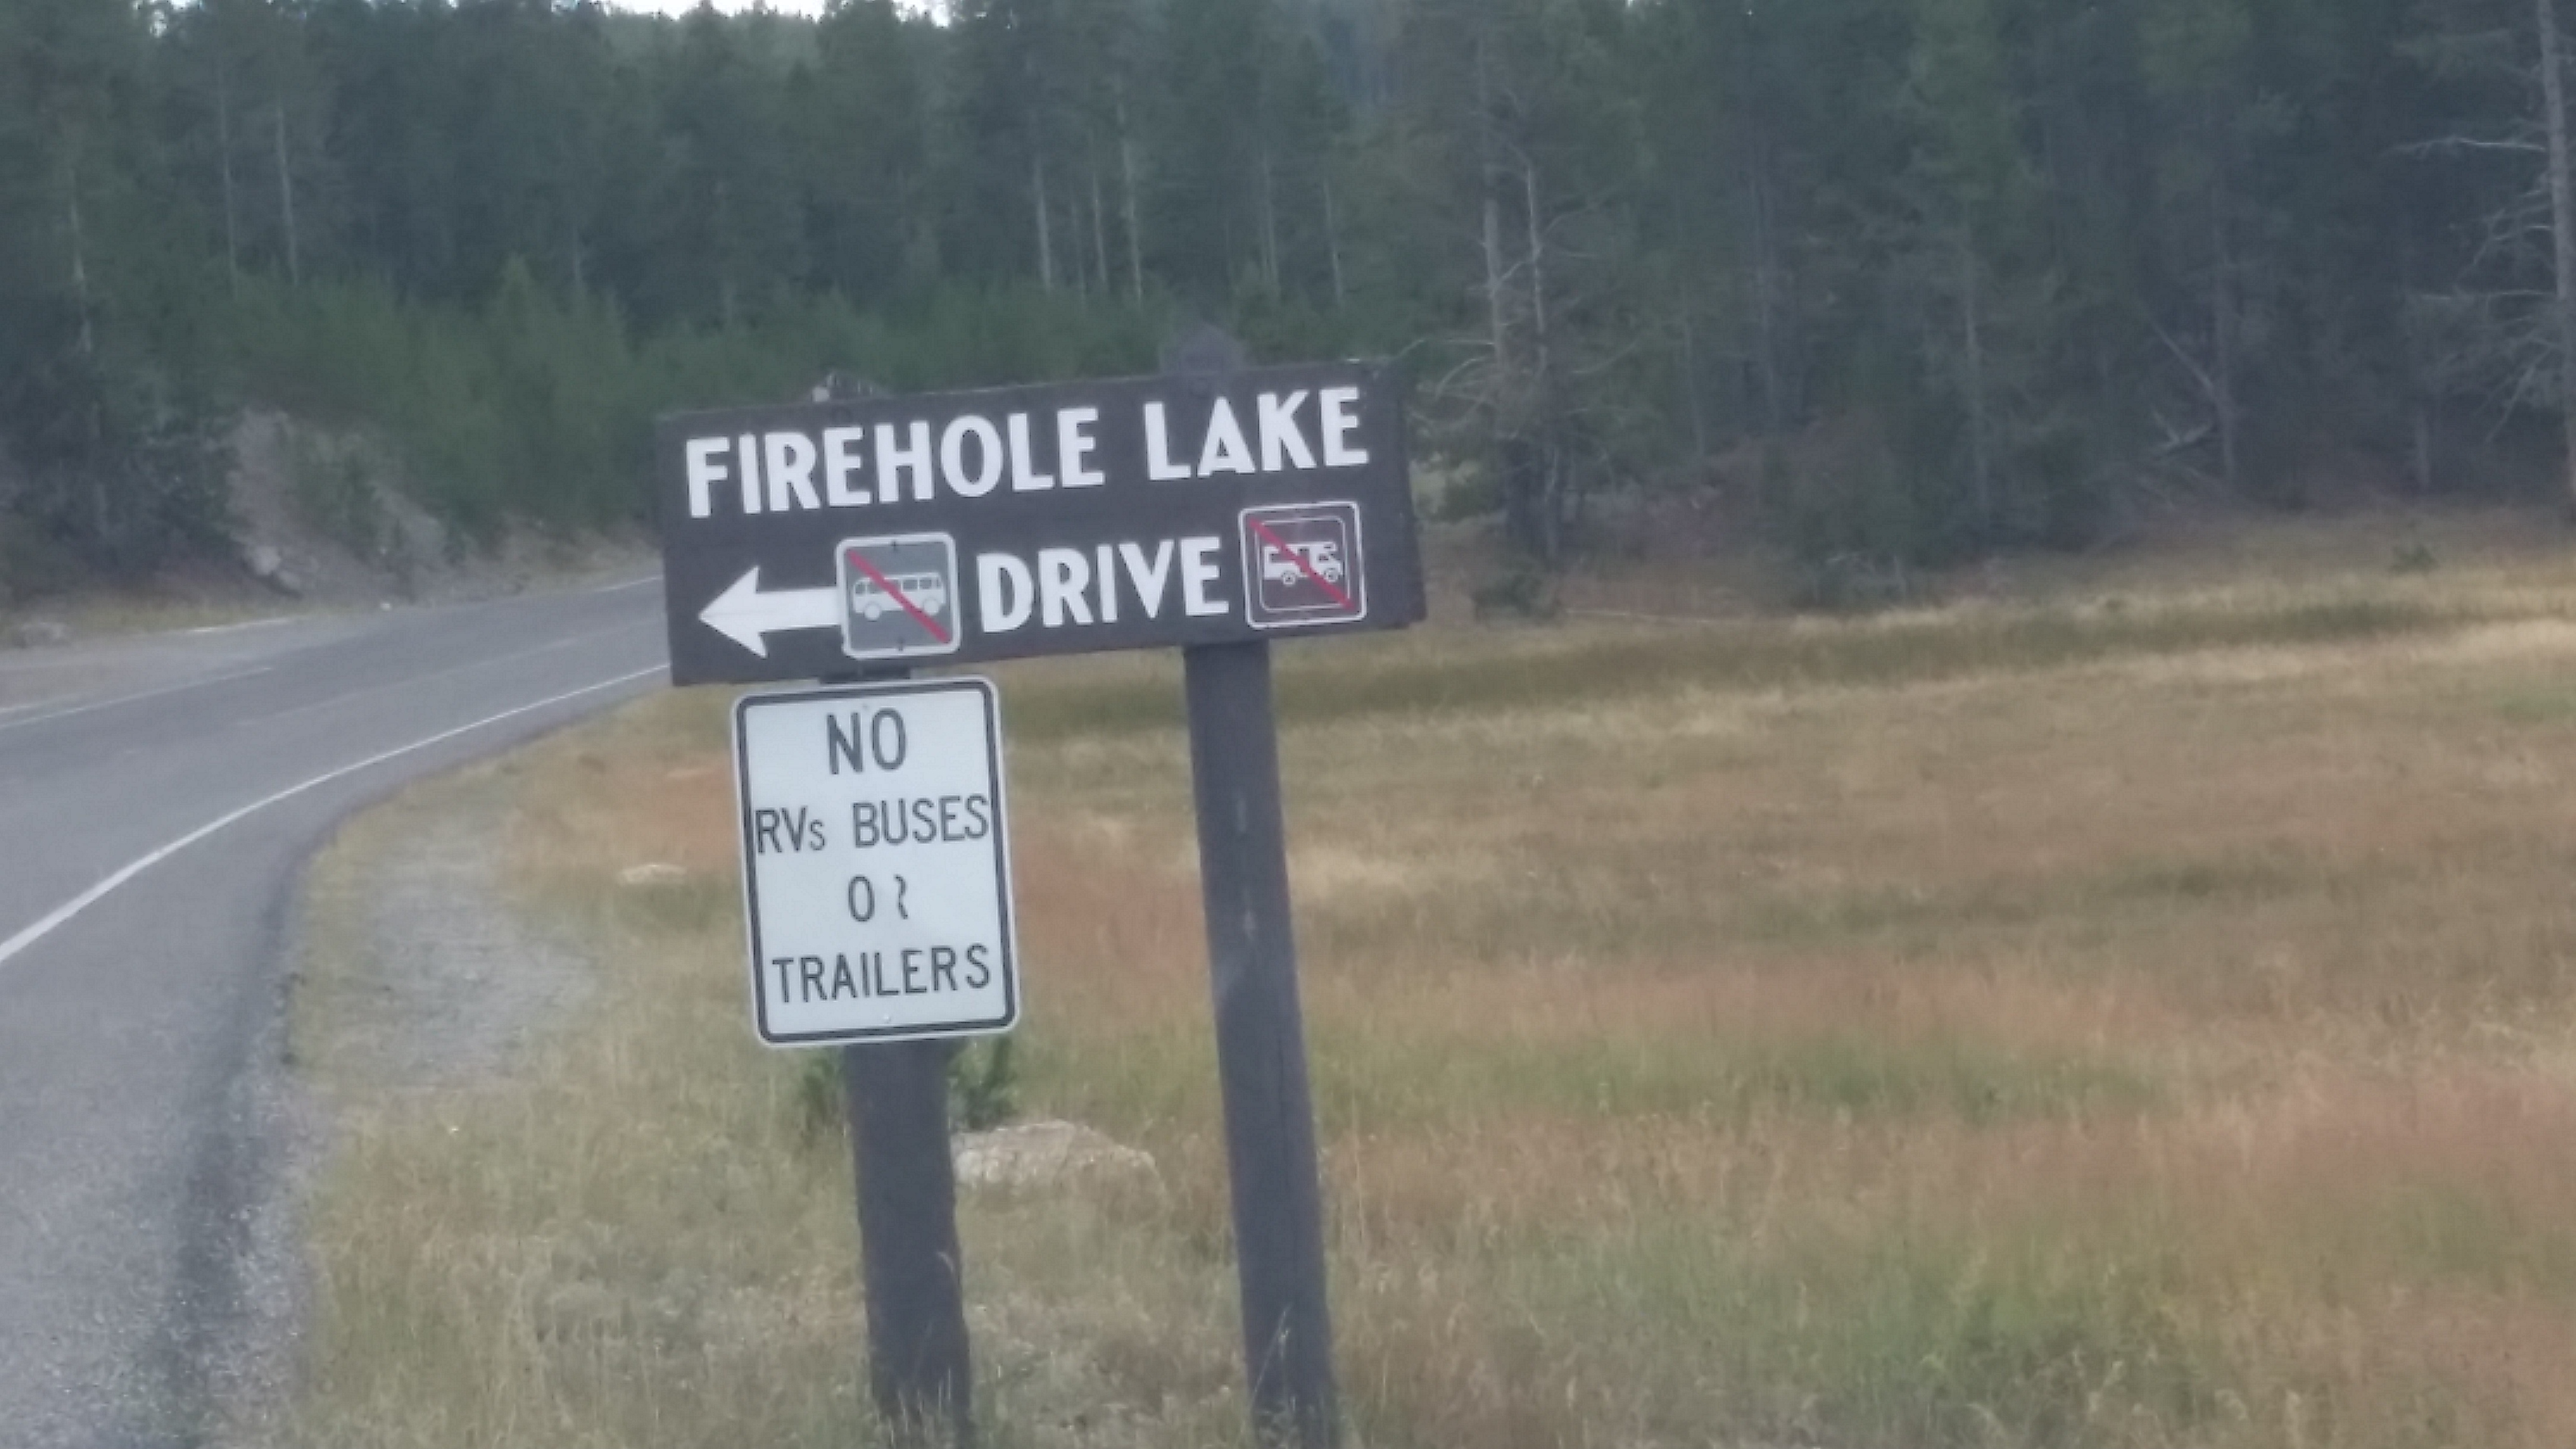 FIREHOLE LAKE
DRIVE
NO
RVs BUSES
OR
TRAILERS